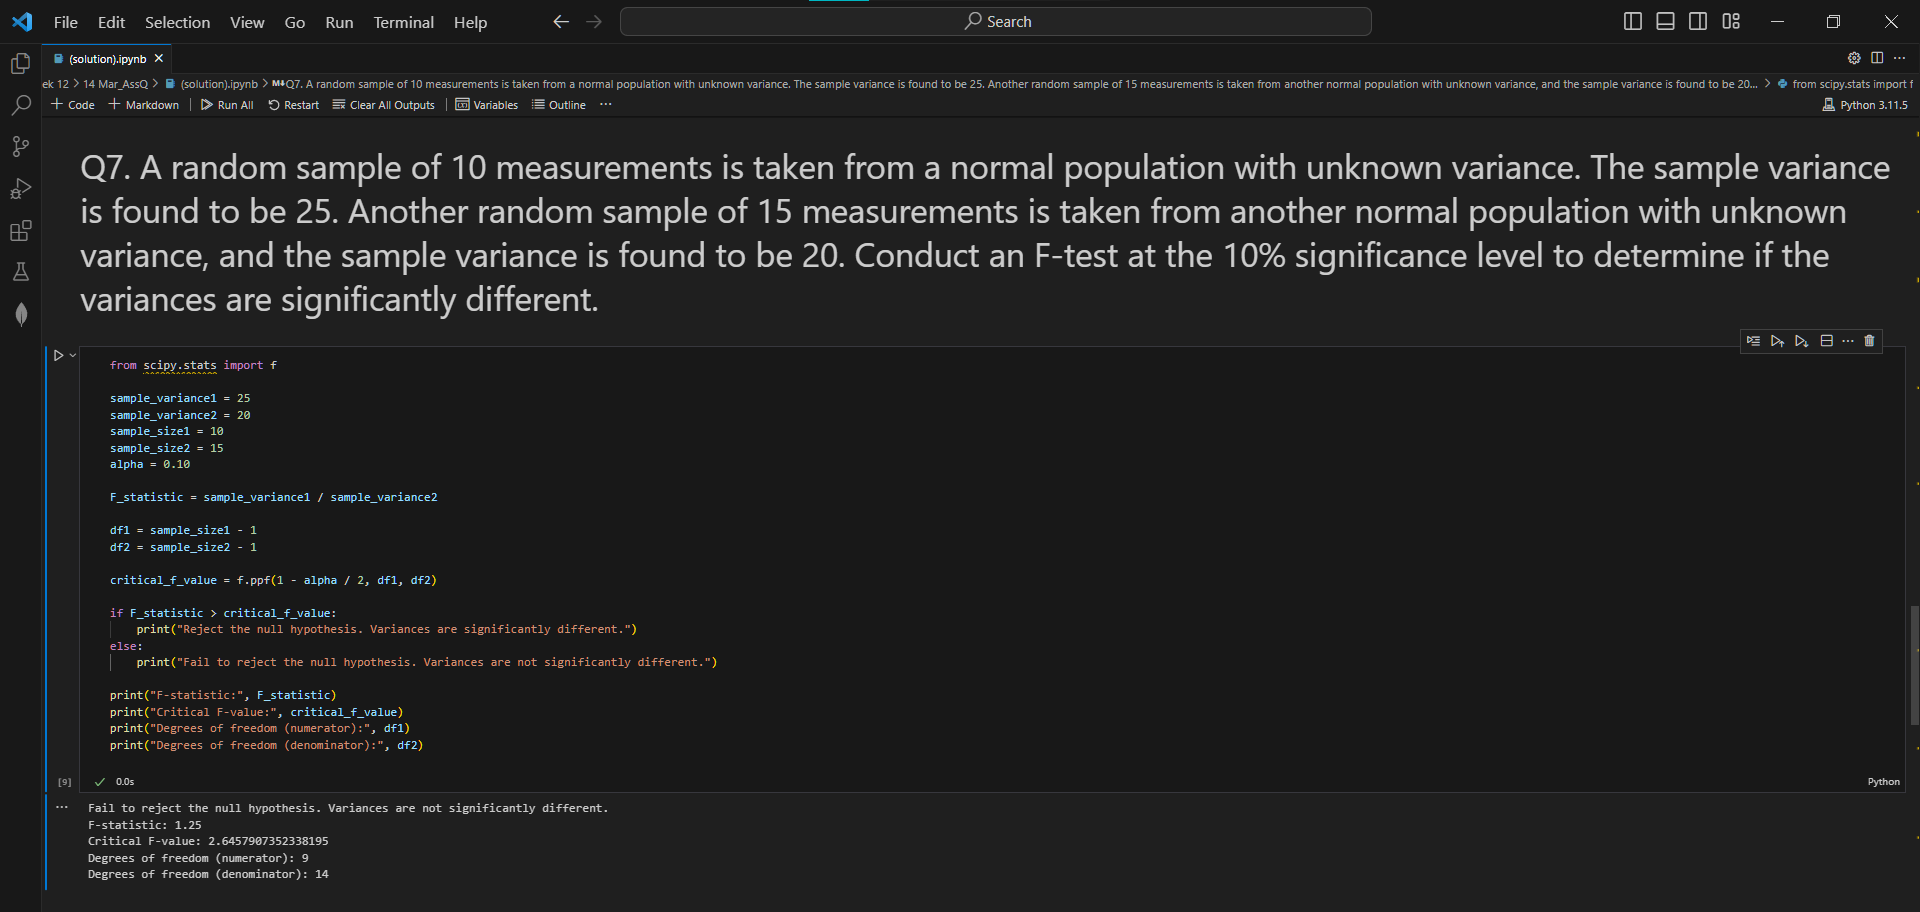 File Edit Selection View Go Run Terminal Help Search
(solution).ipynb
ek 12 > 14 Mar_AssQ > (solution).ipynb > M↓Q7. A random sample of 10 measurements is taken from a normal population with unknown variance. The sample variance is found to be 25. Another random sample of 15 measurements is taken from another normal population with unknown variance, and the sample variance is found to be 20... > from scipy.stats import f
Code Markdown Run All Restart Clear All Outputs Variables Outline ... Python 3.11.5
Q7. A random sample of 10 measurements is taken from a normal population with unknown variance. The sample variance
is found to be 25. Another random sample of 15 measurements is taken from another normal population with unknown
variance, and the sample variance is found to be 20. Conduct an F-test at the 10% significance level to determine if the
variances are significantly different.
from scipy.stats import f
sample_variance1 = 25
sample_variance2 = 20
sample_size1 = 10
sample_size2 = 15
alpha = 0.10
F_statistic = sample_variance1 / sample_variance2
df1 = sample_size1 - 1
df2 = sample_size2 - 1
critical_f_value = f.ppf(1 - alpha / 2, df1, df2)
if F_statistic > critical_f_value:
    print("Reject the null hypothesis. Variances are significantly different.")
else:
    print("Fail to reject the null hypothesis. Variances are not significantly different.")
print("F-statistic:", F_statistic)
print("Critical F-value:", critical_f_value)
print("Degrees of freedom (numerator):", df1)
print("Degrees of freedom (denominator):", df2)
[9] 0.0s Python
Fail to reject the null hypothesis. Variances are not significantly different.
F-statistic: 1.25
Critical F-value: 2.6457907352338195
Degrees of freedom (numerator): 9
Degrees of freedom (denominator): 14